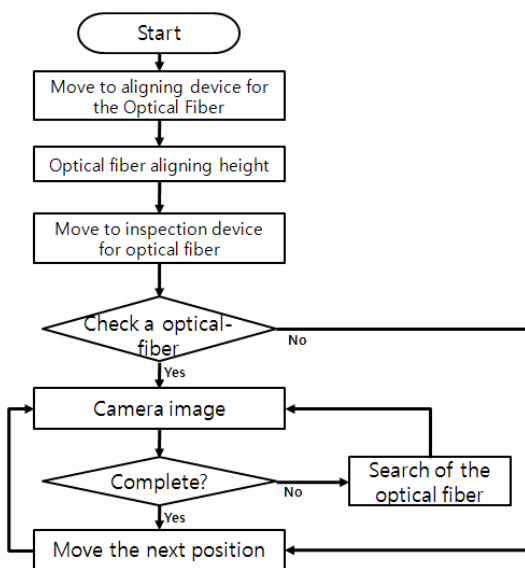 Start
Move to aligning device for
the Optical Fiber
Optical fiber aligning height
Move to inspection device
for optical fiber
Check a optical-
fiber
No
Yes
Camera image
Complete?
No
Search of the
optical fiber
Yes
Move the next position